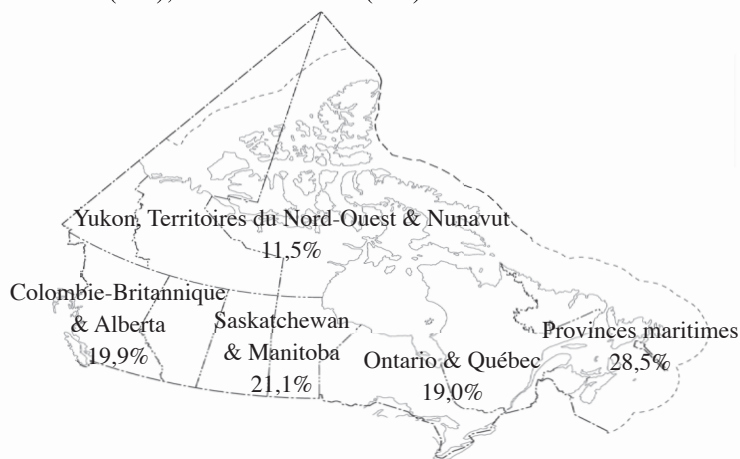 Yukon, Territoires du Nord-Ouest & Nunavut
11,5%
Colombie-Britannique
& Alberta
19,9%
Saskatchewan
& Manitoba
21,1%
Ontario & Québec
19,0%
Provinces maritimes
28,5%